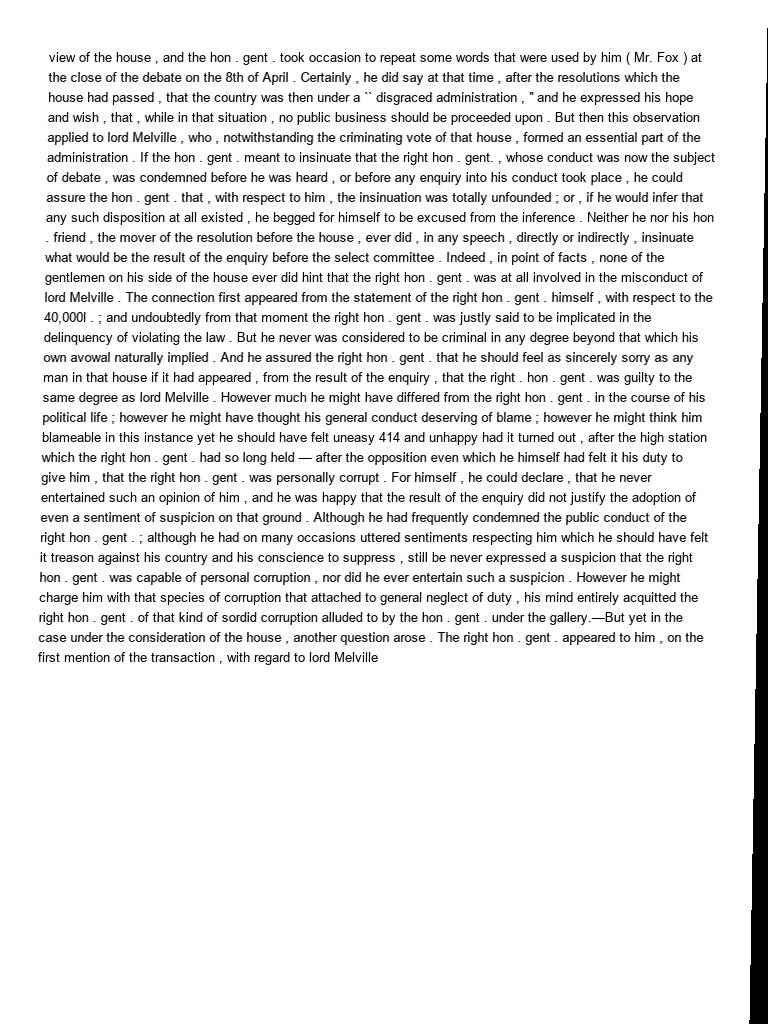 view of the house , and the hon . gent . took occasion to repeat some words that were used by him ( Mr. Fox ) at
the close of the debate on the 8th of April . Certainly , he did say at that time , after the resolutions which the
house had passed , that the country was then under a `` disgraced administration , '' and he expressed his hope
and wish , that , while in that situation , no public business should be proceeded upon . But then this observation
applied to lord Melville , who , notwithstanding the criminating vote of that house , formed an essential part of the
administration . If the hon . gent . meant to insinuate that the right hon . gent. , whose conduct was now the subject
of debate , was condemned before he was heard , or before any enquiry into his conduct took place , he could
assure the hon . gent . that , with respect to him , the insinuation was totally unfounded ; or , if he would infer that
any such disposition at all existed , he begged for himself to be excused from the inference . Neither he nor his hon
. friend , the mover of the resolution before the house , ever did , in any speech , directly or indirectly , insinuate
what would be the result of the enquiry before the select committee . Indeed , in point of facts , none of the
gentlemen on his side of the house ever did hint that the right hon . gent . was at all involved in the misconduct of
lord Melville . The connection first appeared from the statement of the right hon . gent . himself , with respect to the
40,000l . ; and undoubtedly from that moment the right hon . gent . was justly said to be implicated in the
delinquency of violating the law . But he never was considered to be criminal in any degree beyond that which his
own avowal naturally implied . And he assured the right hon . gent . that he should feel as sincerely sorry as any
man in that house if it had appeared , from the result of the enquiry , that the right . hon . gent . was guilty to the
same degree as lord Melville . However much he might have differed from the right hon . gent . in the course of his
political life ; however he might have thought his general conduct deserving of blame ; however he might think him
blameable in this instance yet he should have felt uneasy 414 and unhappy had it turned out , after the high station
which the right hon . gent . had so long held — after the opposition even which he himself had felt it his duty to
give him , that the right hon . gent . was personally corrupt . For himself , he could declare , that he never
entertained such an opinion of him , and he was happy that the result of the enquiry did not justify the adoption of
even a sentiment of suspicion on that ground . Although he had frequently condemned the public conduct of the
right hon . gent . ; although he had on many occasions uttered sentiments respecting him which he should have felt
it treason against his country and his conscience to suppress , still be never expressed a suspicion that the right
hon . gent . was capable of personal corruption , nor did he ever entertain such a suspicion . However he might
charge him with that species of corruption that attached to general neglect of duty , his mind entirely acquitted the
right hon . gent . of that kind of sordid corruption alluded to by the hon . gent . under the gallery.—But yet in the
case under the consideration of the house , another question arose . The right hon . gent . appeared to him , on the
first mention of the transaction , with regard to lord Melville